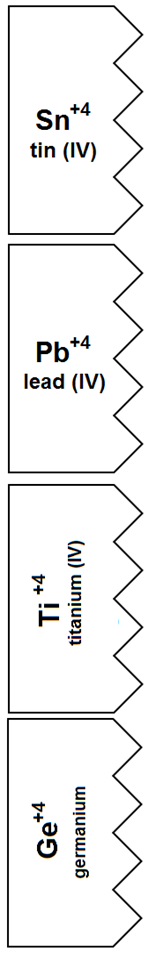 Sn+4
tin (IV)
Pb+4
lead (IV)
Ti +4
titanium (IV)
Ge+4
germanium